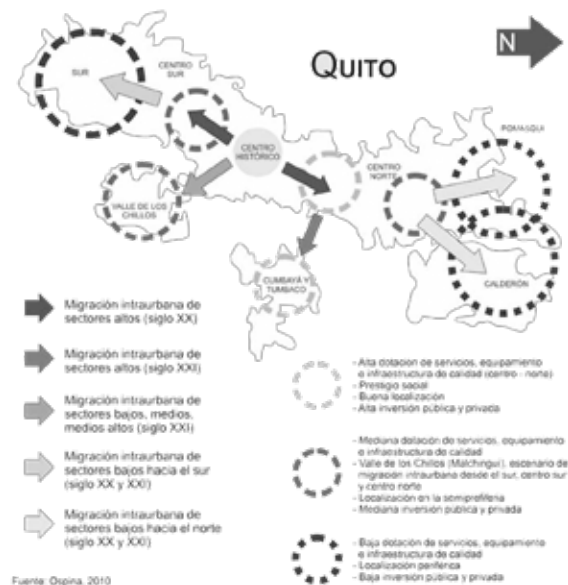 N
QUITO
SUR
CENTRO
SUR
CENTRO
HISTÓRICO
CENTRO
NORTE
POMASQUI
VALLE DE LOS
CHILLOS
CUMBAYÁ Y
TUMBACO
CALDERÓN
Migración intraurbana de
sectores altos (siglo XX)
Migración intraurbana de
sectores altos (siglo XXI)
Migración intraurbana de
sectores bajos, medios,
medios altos (siglo XXI)
Migración intraurbana de
sectores bajos hacia el sur
(siglo XX y XXI)
Migración intraurbana de
sectores bajos hacia el norte
(siglo XX y XXI)
- Alta dotación de servicios, equipamiento
e infraestructura de calidad (centro - norte)
- Prestigio social
- Buena localización
- Alta inversión pública y privada
- Mediana dotación de servicios, equipamiento
e infraestructura de calidad
- Valle de los Chillos (Malchingui), escenario de
migración intraurbana desde el sur, centro sur
y centro norte
- Localización en la semiperiferia
- Mediana inversión pública y privada
- Baja dotación de servicios, equipamiento
e infraestructura de calidad
- Localización periférica
- Baja inversión pública y privada
Fuente: Ospina, 2010